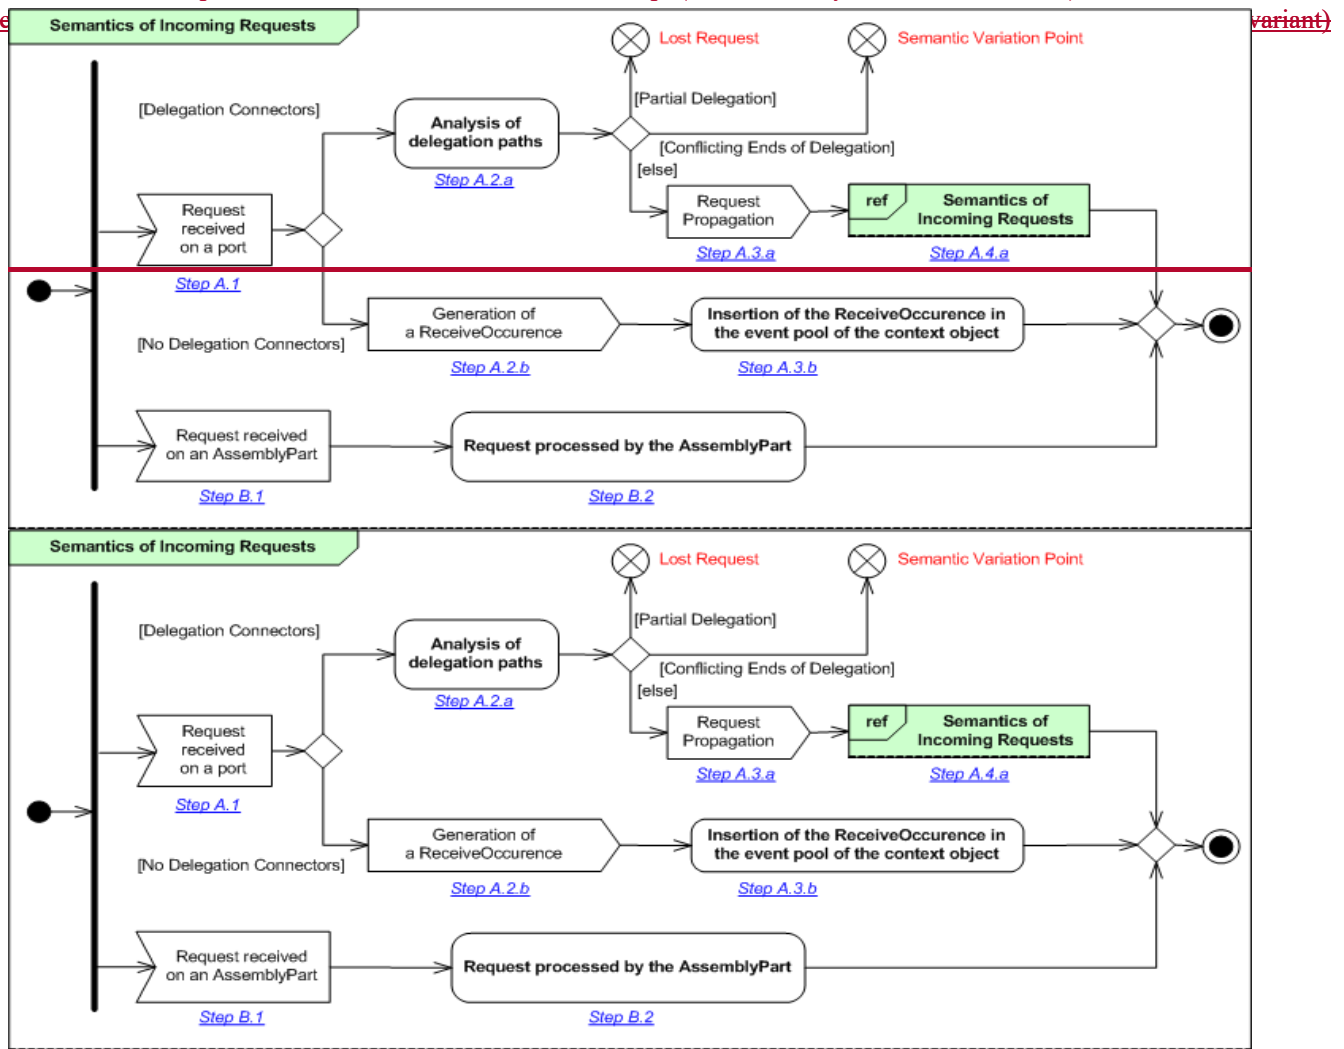 variant)
Semantics of Incoming Requests
Lost Request
Semantic Variation Point
[Delegation Connectors]
[Partial Delegation]
Analysis of
delegation paths
[Conflicting Ends of Delegation]
Step A.2.a
[else]
Request
received
on a port
Request
Propagation
ref
Semantics of
Incoming Requests
Step A.1
Step A.3.a
Step A.4.a
Generation of
a ReceiveOccurence
Insertion of the ReceiveOccurence in
the event pool of the context object
[No Delegation Connectors]
Step A.2.b
Step A.3.b
Request received
on an AssemblyPart
Request processed by the AssemblyPart
Step B.1
Step B.2
Semantics of Incoming Requests
Lost Request
Semantic Variation Point
[Delegation Connectors]
[Partial Delegation]
Analysis of
delegation paths
[Conflicting Ends of Delegation]
Step A.2.a
[else]
Request
received
on a port
Request
Propagation
ref
Semantics of
Incoming Requests
Step A.1
Step A.3.a
Step A.4.a
Generation of
a ReceiveOccurence
Insertion of the ReceiveOccurence in
the event pool of the context object
[No Delegation Connectors]
Step A.2.b
Step A.3.b
Request received
on an AssemblyPart
Request processed by the AssemblyPart
Step B.1
Step B.2